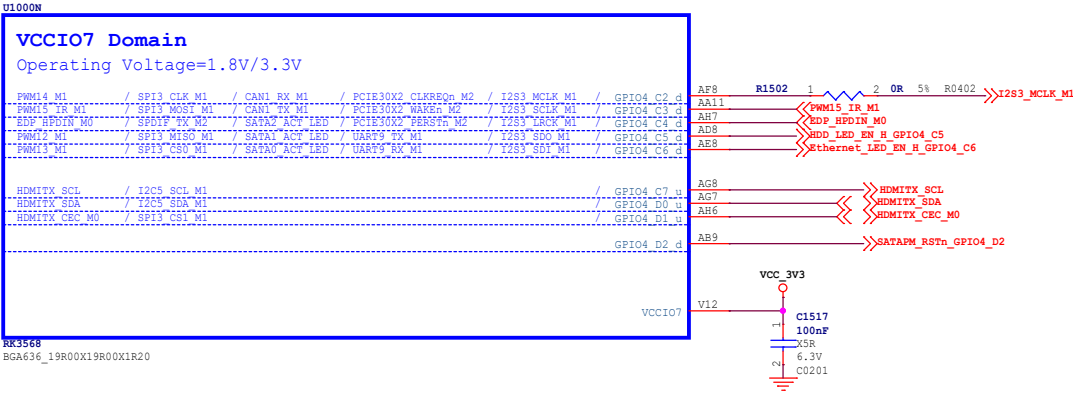 U1000N
VCCIO7 Domain
Operating Voltage=1.8V/3.3V
PWM14_M1 / SPI3_CLK_M1 / CAN1_RX_M1 / PCIE30X2_CLKREQn_M2 / I2S3_MCLK_M1 / GPIO4_C2_d AF8 R1502 1 2 0R 5% R0402 I2S3_MCLK_M1
PWM15_IR_M1 / SPI3_MOSI_M1 / CAN1_TX_M1 / PCIE30X2_WAKEn_M2 / I2S3_SCLK_M1 / GPIO4_C3_d AA11 PWM15_IR_M1
EDP_HPDIN_M0 / SPDIF_TX_M2 / SATA2_ACT_LED / PCIE30X2_PERSTn_M2 / I2S3_LRCK_M1 / GPIO4_C4_d AH7 EDP_HPDIN_M0
PWM12_M1 / SPI3_MISO_M1 / SATA1_ACT_LED / UART9_TX_M1 / I2S3_SDO_M1 / GPIO4_C5_d AD8 HDD_LED_EN_H_GPIO4_C5
PWM13_M1 / SPI3_CS0_M1 / SATA0_ACT_LED / UART9_RX_M1 / I2S3_SDI_M1 / GPIO4_C6_d AE8 Ethernet_LED_EN_H_GPIO4_C6
HDMITX_SCL / I2C5_SCL_M1 / GPIO4_C7_u AG8 HDMITX_SCL
HDMITX_SDA / I2C5_SDA_M1 / GPIO4_D0_u AG7 HDMITX_SDA
HDMITX_CEC_M0 / SPI3_CS1_M1 / GPIO4_D1_u AH6 HDMITX_CEC_M0
GPIO4_D2_d AB9 SATAPM_RSTn_GPIO4_D2
VCC_3V3
VCCIO7 V12
C1517
1 100nF
X5R
2 6.3V
C0201
RK3568
BGA636_19R00X19R00X1R20